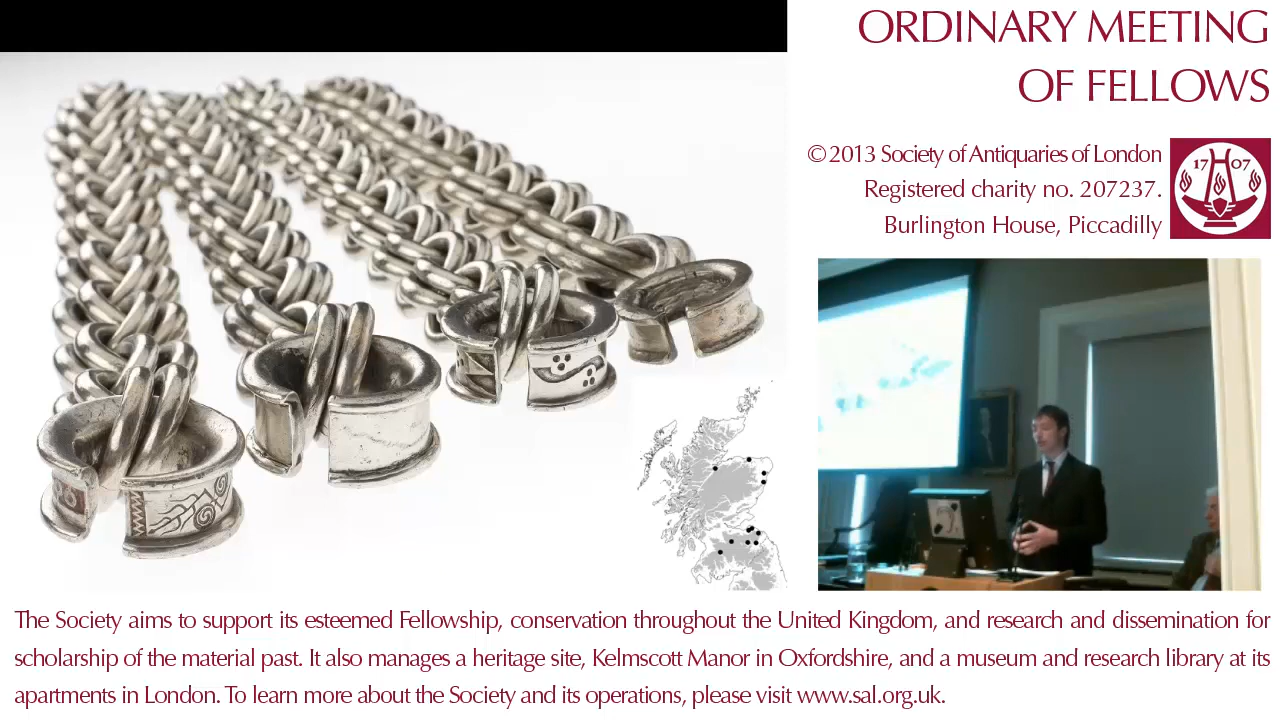 ORDINARY MEETING
OF FELLOWS
© 2013 Society of Antiquaries of London
Registered charity no. 207237.
Burlington House, Piccadilly
17 07
The Society aims to support its esteemed Fellowship, conservation throughout the United Kingdom, and research and dissemination for
scholarship of the material past. It also manages a heritage site, Kelmscott Manor in Oxfordshire, and a museum and research library at its
apartments in London. To learn more about the Society and its operations, please visit www.sal.org.uk.